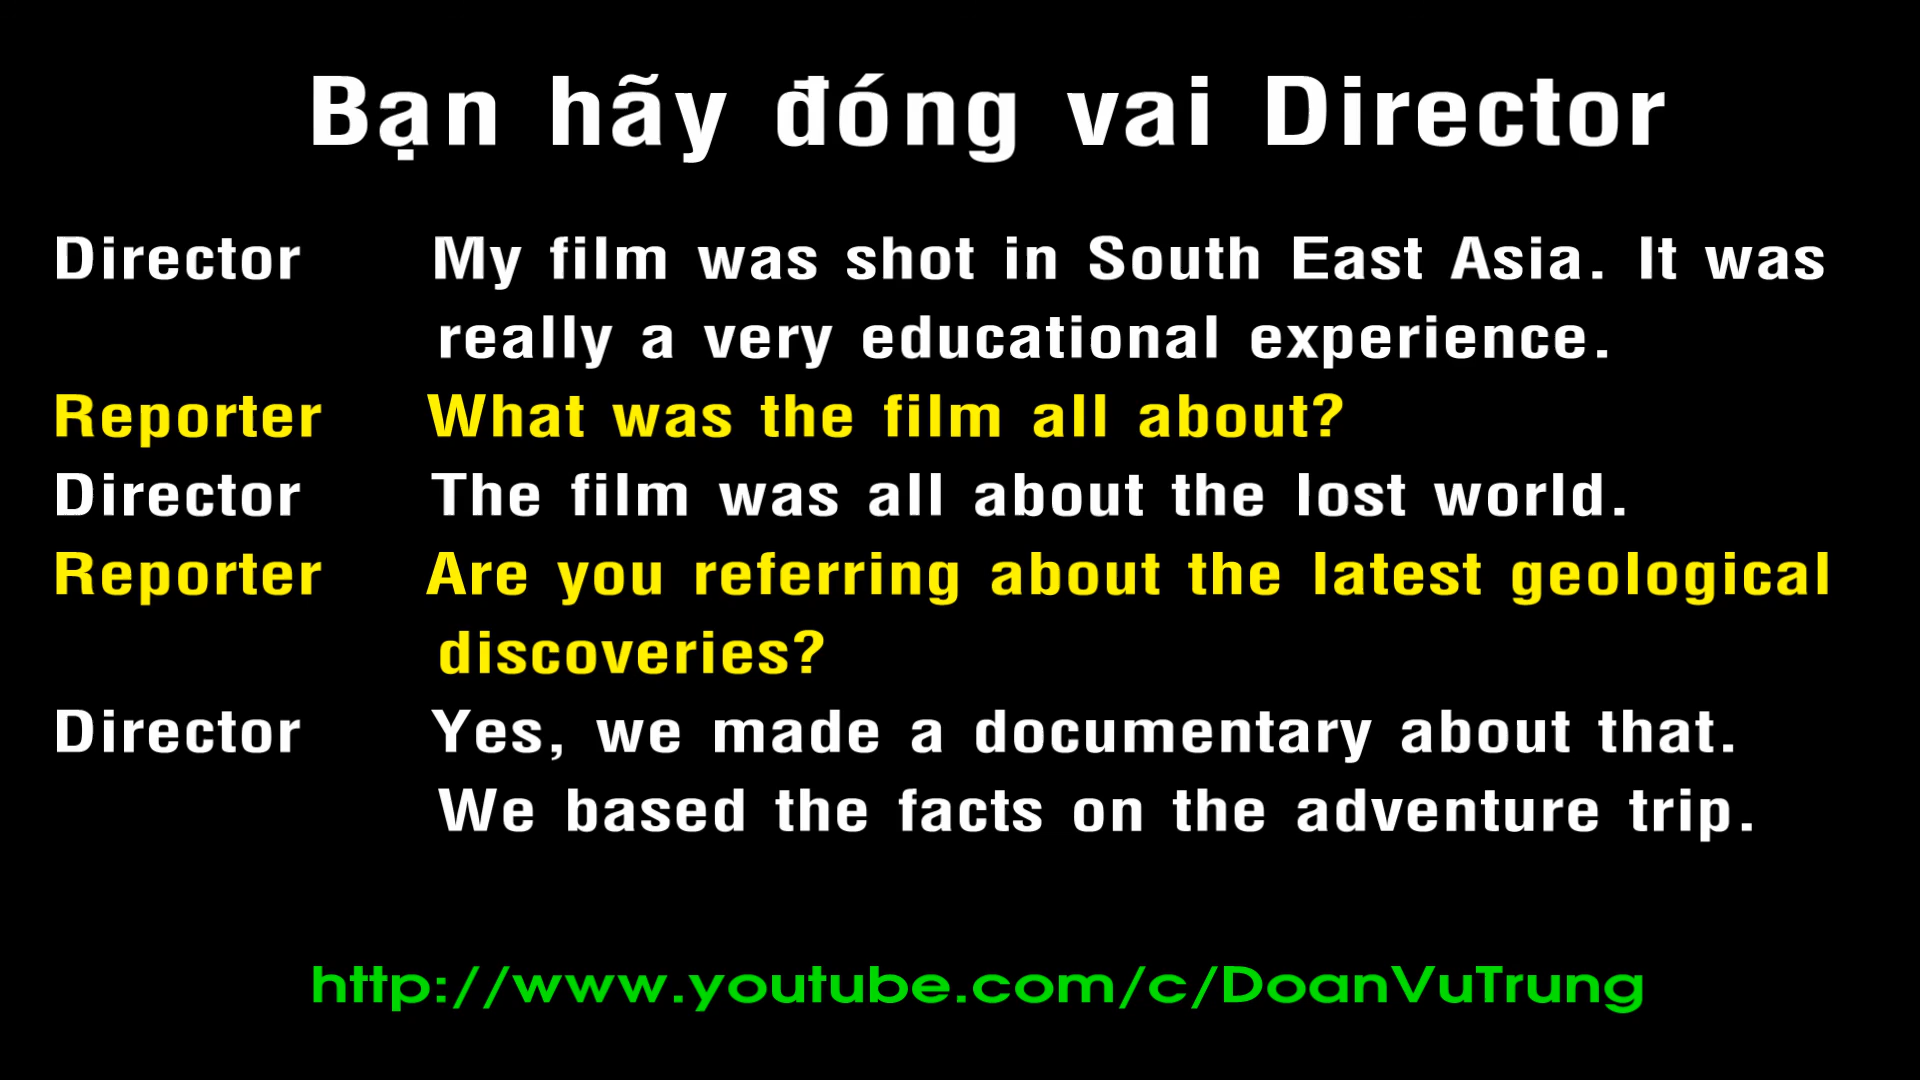 Bạn hãy đóng vai Director
Director My film was shot in South East Asia. It was
really a very educational experience.
Reporter What was the film all about?
Director The film was all about the lost world.
Reporter Are you referring about the latest geological
discoveries?
Director Yes, we made a documentary about that.
We based the facts on the adventure trip.
http://www.youtube.com/c/DoanVuTrung